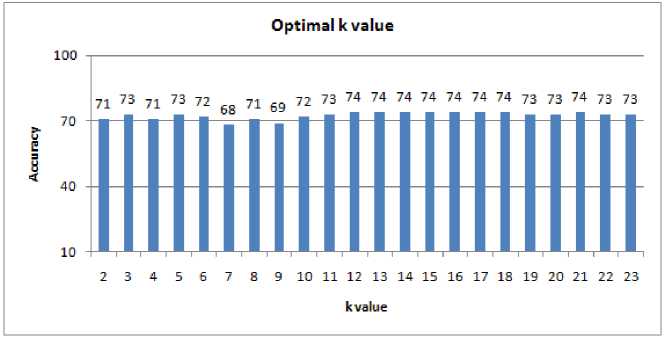 Optimal k value
100
70
40
10
Accuracy
71 73 71 73 72 68 71 69 72 73 74 74 74 74 74 74 74 73 73 74 73 73
2 3 4 5 6 7 8 9 10 11 12 13 14 15 16 17 18 19 20 21 22 23
k value